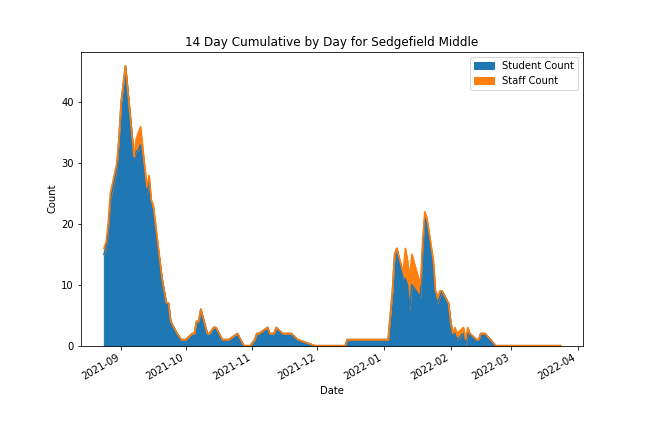 14 Day Cumulative by Day for Sedgefield Middle
Student Count
Staff Count
40
30
20
10
0
Count
2021-09
2021-10
2021-11
2021-12
2022-01
2022-02
2022-03
2022-04
Date